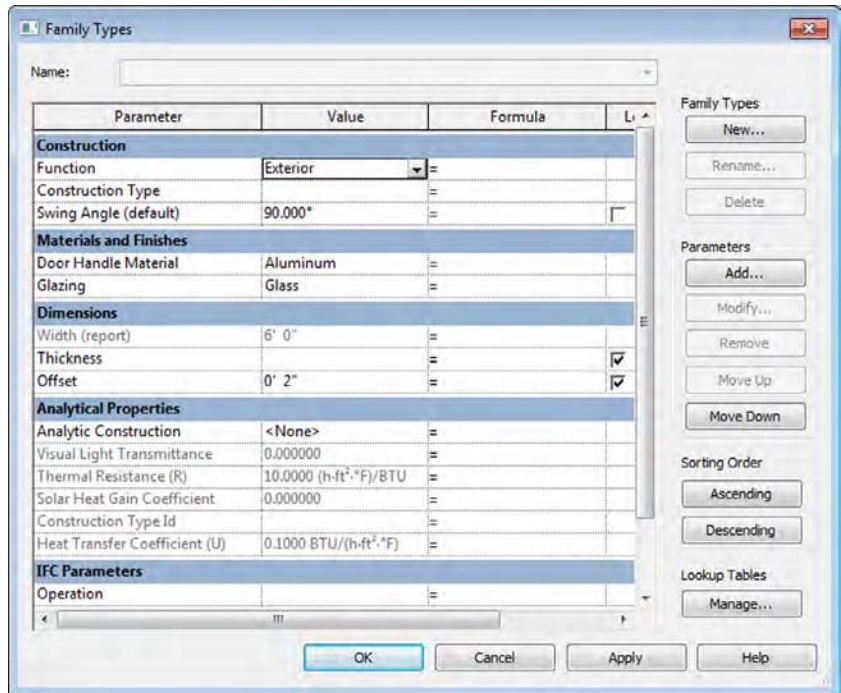 Family Types
Name:
Parameter Value Formula L
Construction
Function Exterior =
Construction Type =
Swing Angle (default) 90.000° =
Materials and Finishes
Door Handle Material Aluminum =
Glazing Glass =
Dimensions
Width (report) 6' 0" =
Thickness =
Offset 0' 2" =
Analytical Properties
Analytic Construction <None> =
Visual Light Transmittance 0.000000 =
Thermal Resistance (R) 10.0000 (h·ft²·°F)/BTU =
Solar Heat Gain Coefficient 0.000000 =
Construction Type Id =
Heat Transfer Coefficient (U) 0.1000 BTU/(h·ft²·°F) =
IFC Parameters
Operation =
Family Types
New...
Rename...
Delete
Parameters
Add...
Modify...
Remove
Move Up
Move Down
Sorting Order
Ascending
Descending
Lookup Tables
Manage...
OK Cancel Apply Help